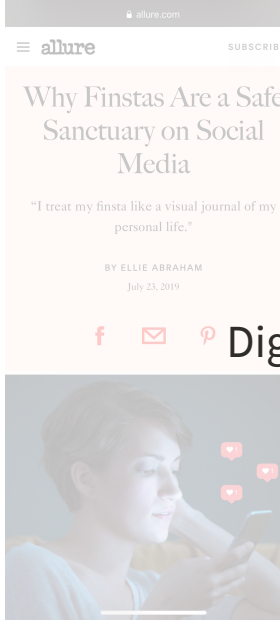 allure.com
allure
SUBSCRIB
Why Finstas Are a Safe
Sanctuary on Social
Media
“I treat my finsta like a visual journal of my
personal life."
BY ELLIE ABRAHAM
July 23, 2019
Dig